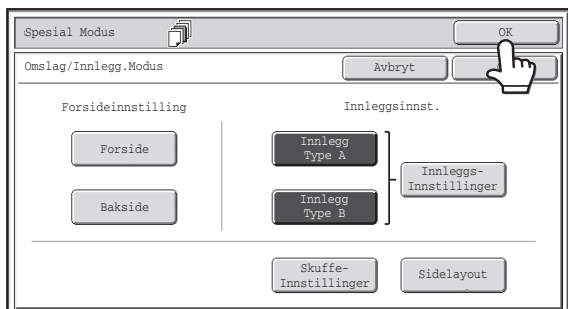 Spesial Modus
OK
Omslag/Innlegg.Modus
Avbryt
Forsideinnstilling
Innleggsinnst.
Forside
Innlegg
Type A
Innleggs-
Innstillinger
Bakside
Innlegg
Type B
Skuffe-
Innstillinger
Sidelayout